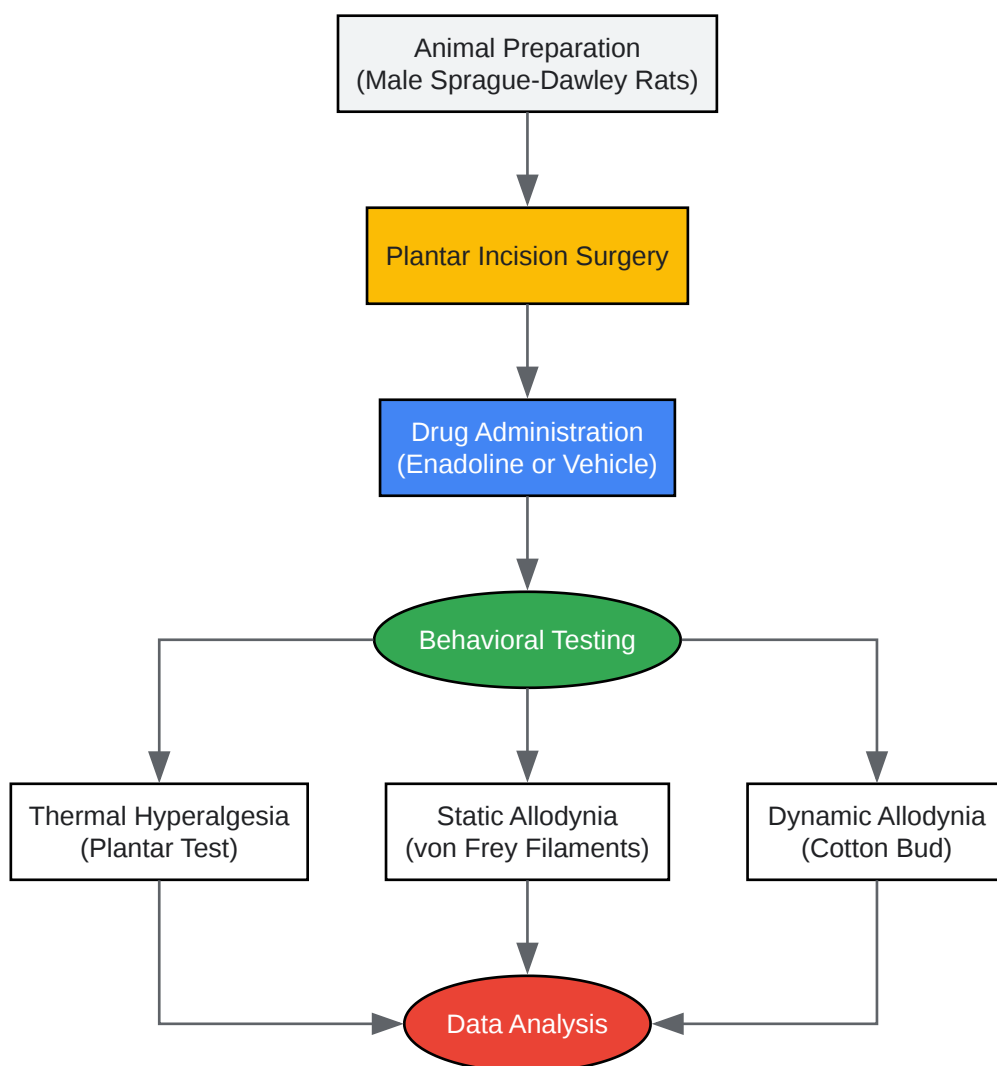 Animal Preparation
(Male Sprague-Dawley Rats)
Plantar Incision Surgery
Drug Administration
(Enadoline or Vehicle)
Behavioral Testing
Thermal Hyperalgesia
(Plantar Test)
Static Allodynia
(von Frey Filaments)
Dynamic Allodynia
(Cotton Bud)
Data Analysis